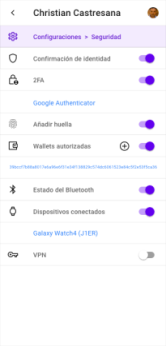 Christian Castresana
Configuraciones > Seguridad
Confirmación de identidad
2FA
Google Authenticator
Añadir huella
Wallets autorizadas
Estado del Bluetooth
Dispositivos conectados
Galaxy Watch4 (J1ER)
VPN